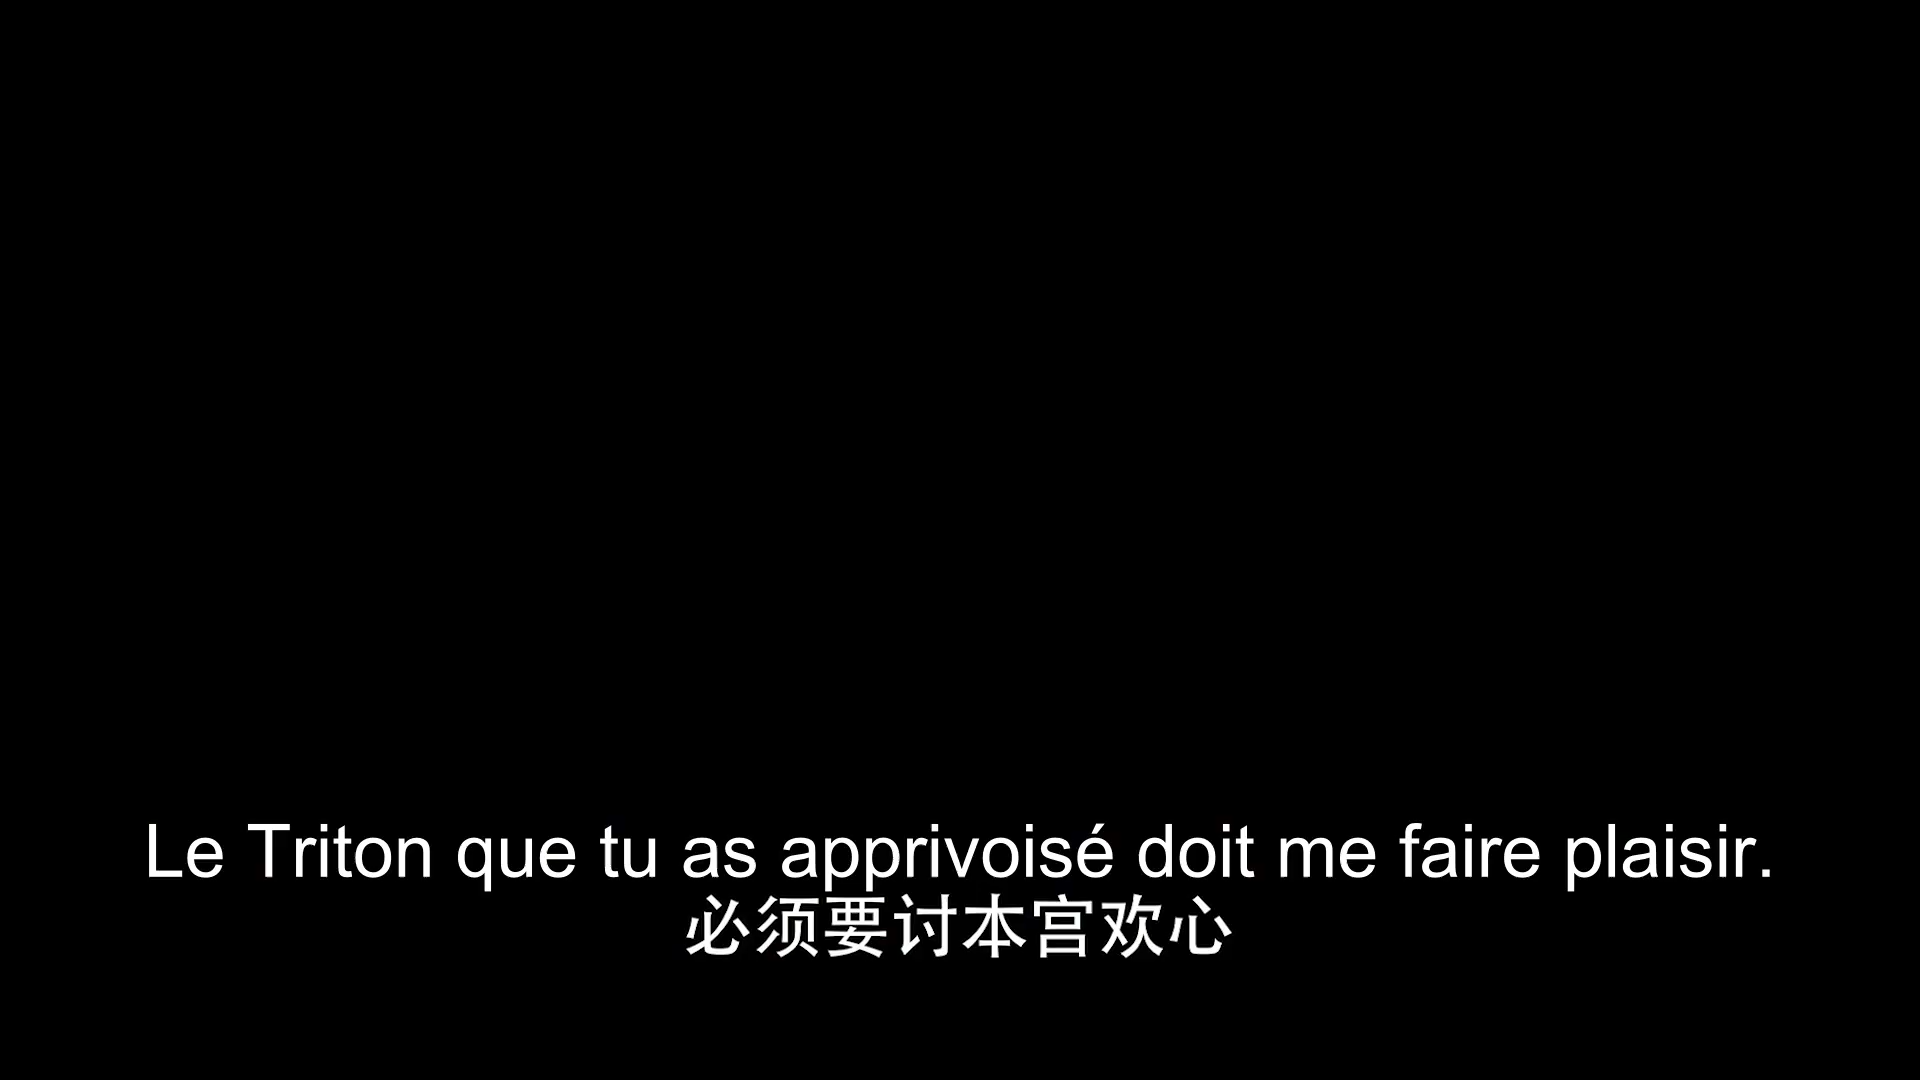 Le Triton que tu as apprivoisé doit me faire plaisir.
必须要讨本宫欢心